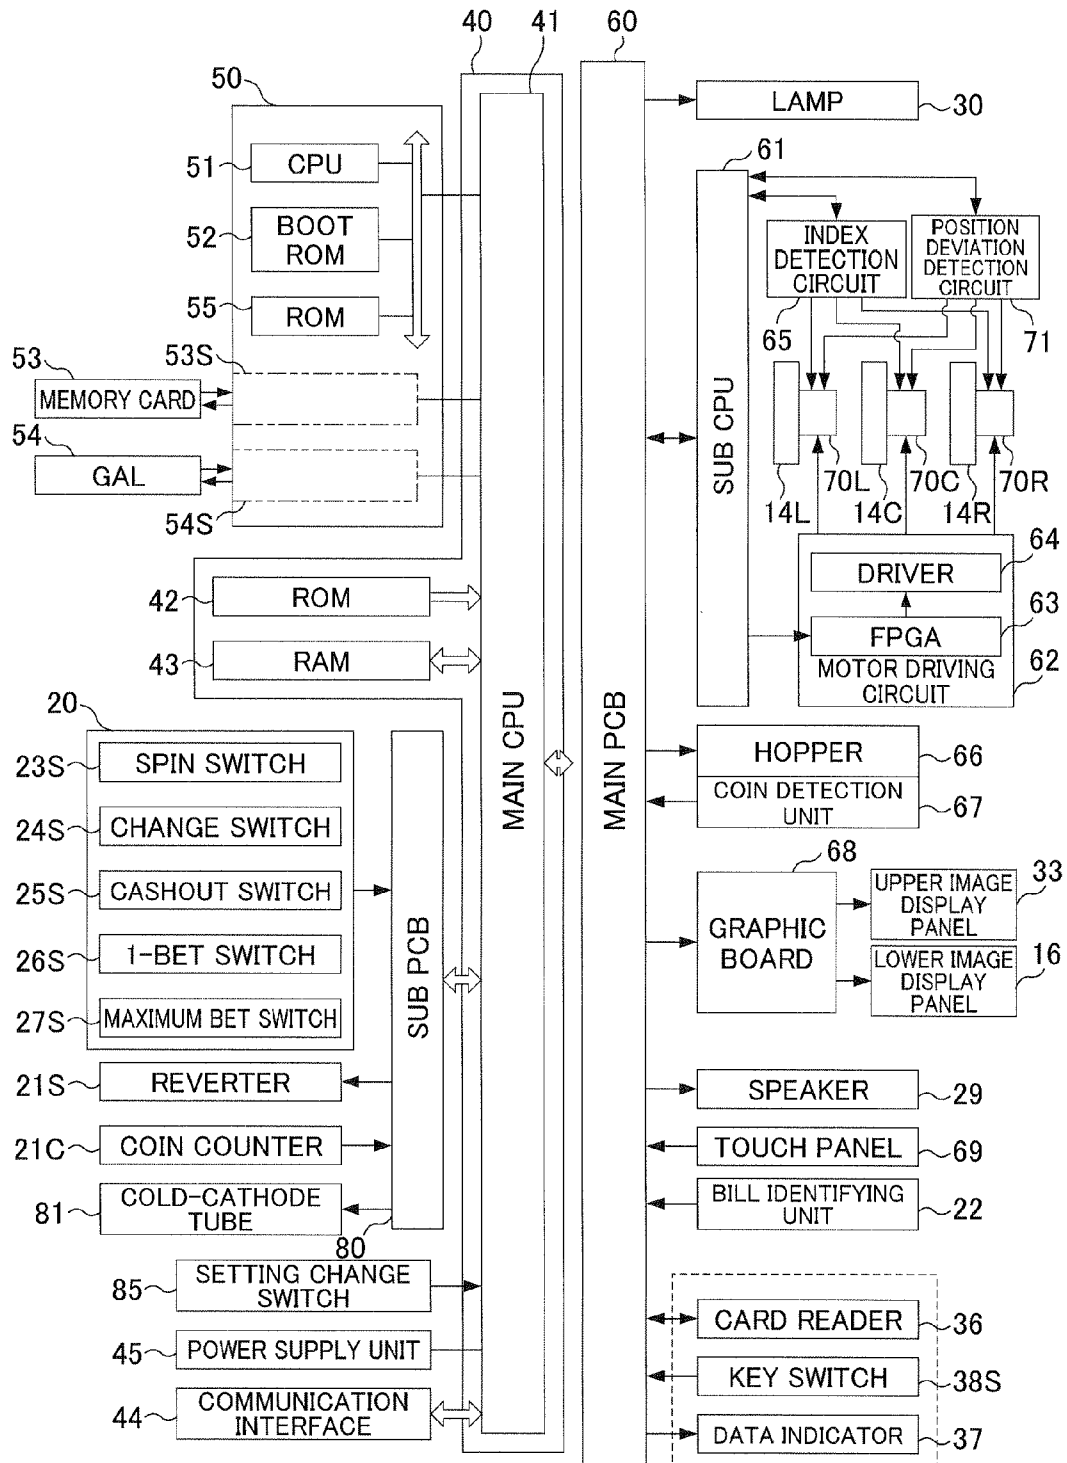 40
41
60
50
51
CPU
52
BOOT
ROM
55
ROM
53S
53
MEMORY CARD
54
GAL
54S
42
ROM
43
RAM
20
23S
SPIN SWITCH
24S
CHANGE SWITCH
25S
CASHOUT SWITCH
26S
1-BET SWITCH
27S
MAXIMUM BET SWITCH
21S
REVERTER
21C
COIN COUNTER
81
COLD-CATHODE
TUBE
SUB PCB
80
85
SETTING CHANGE
SWITCH
45
POWER SUPPLY UNIT
44
COMMUNICATION
INTERFACE
MAIN CPU
MAIN PCB
LAMP
30
61
SUB CPU
INDEX
DETECTION
CIRCUIT
65
POSITION
DEVIATION
DETECTION
CIRCUIT
71
70L
70C
70R
14L
14C
14R
64
DRIVER
63
FPGA
MOTOR DRIVING
CIRCUIT
62
HOPPER
66
COIN DETECTION
UNIT
67
68
GRAPHIC
BOARD
UPPER IMAGE
DISPLAY
PANEL
33
LOWER IMAGE
DISPLAY
PANEL
16
SPEAKER
29
TOUCH PANEL
69
BILL IDENTIFYING
UNIT
22
CARD READER
36
KEY SWITCH
38S
DATA INDICATOR
37